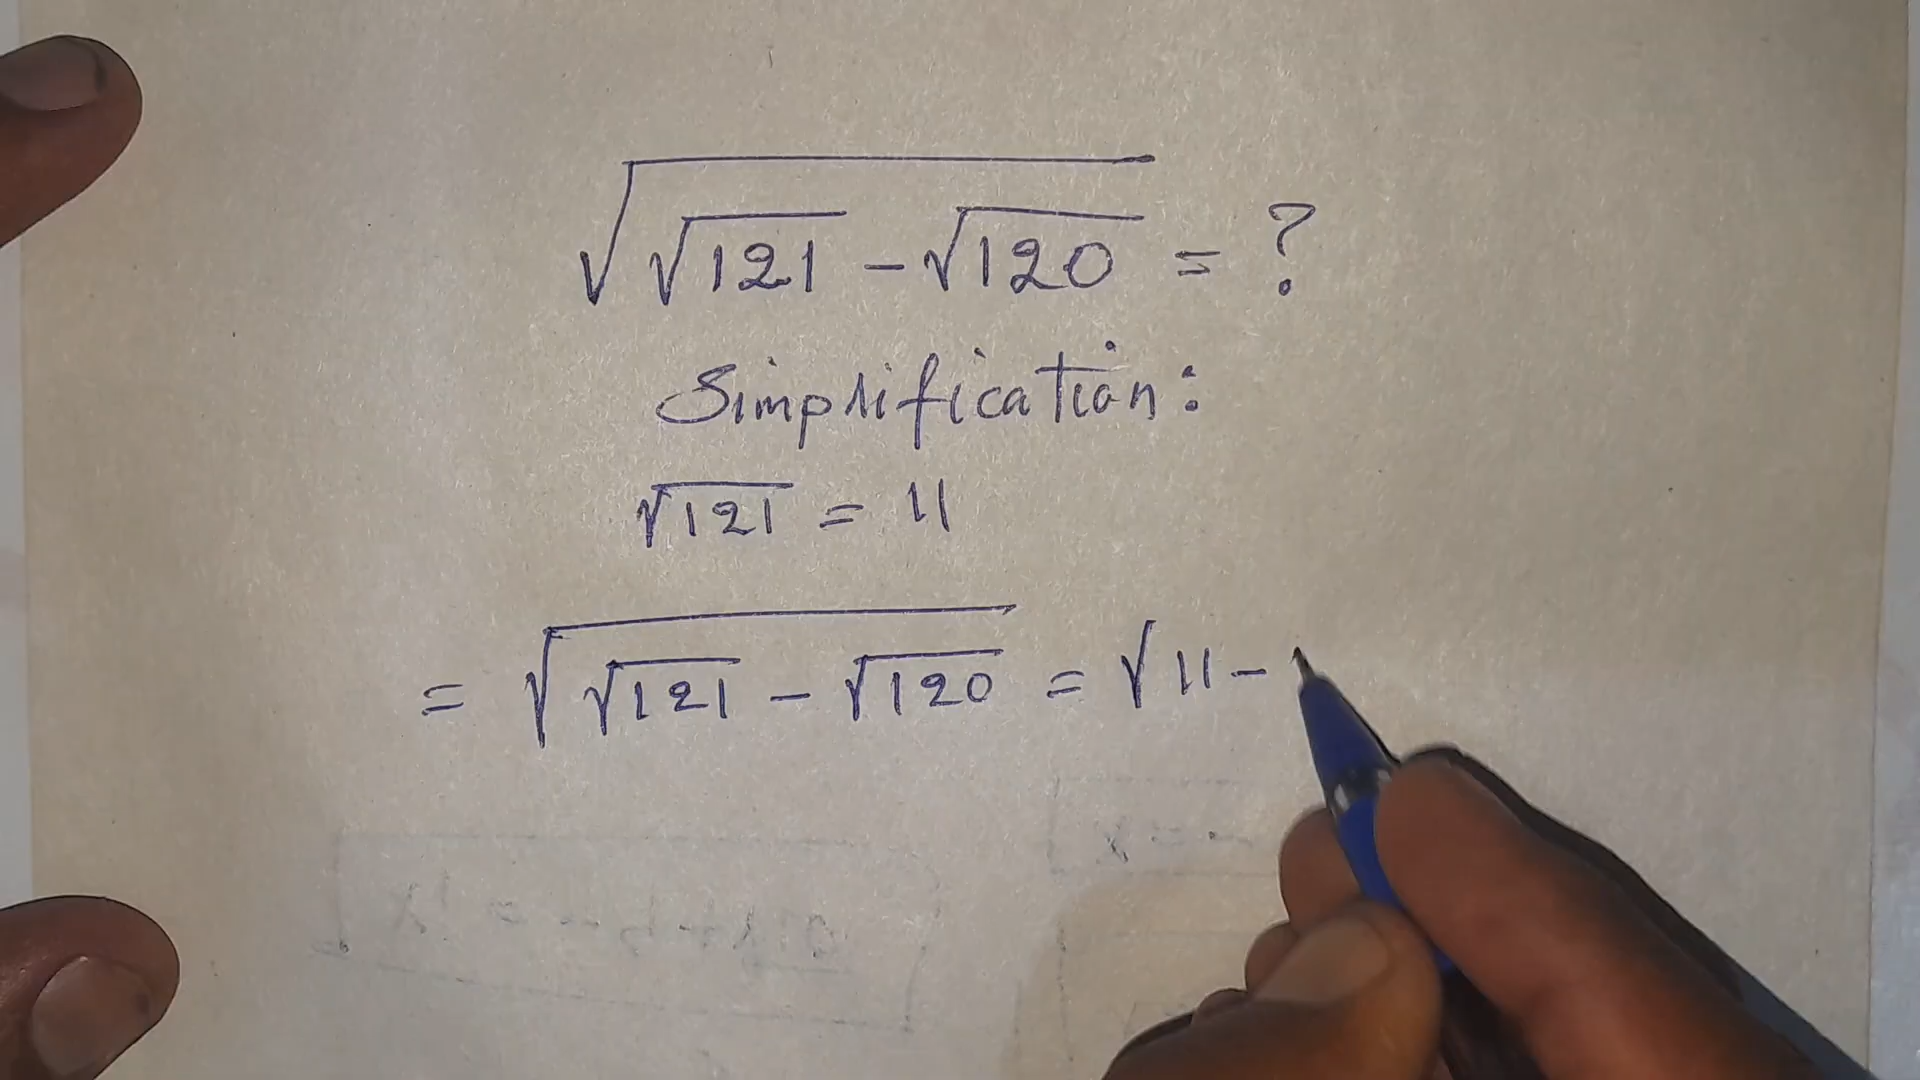 √(√121 - √120) = ?
Simplification:
√121 = 11
= √(√121 - √120) = √11 -